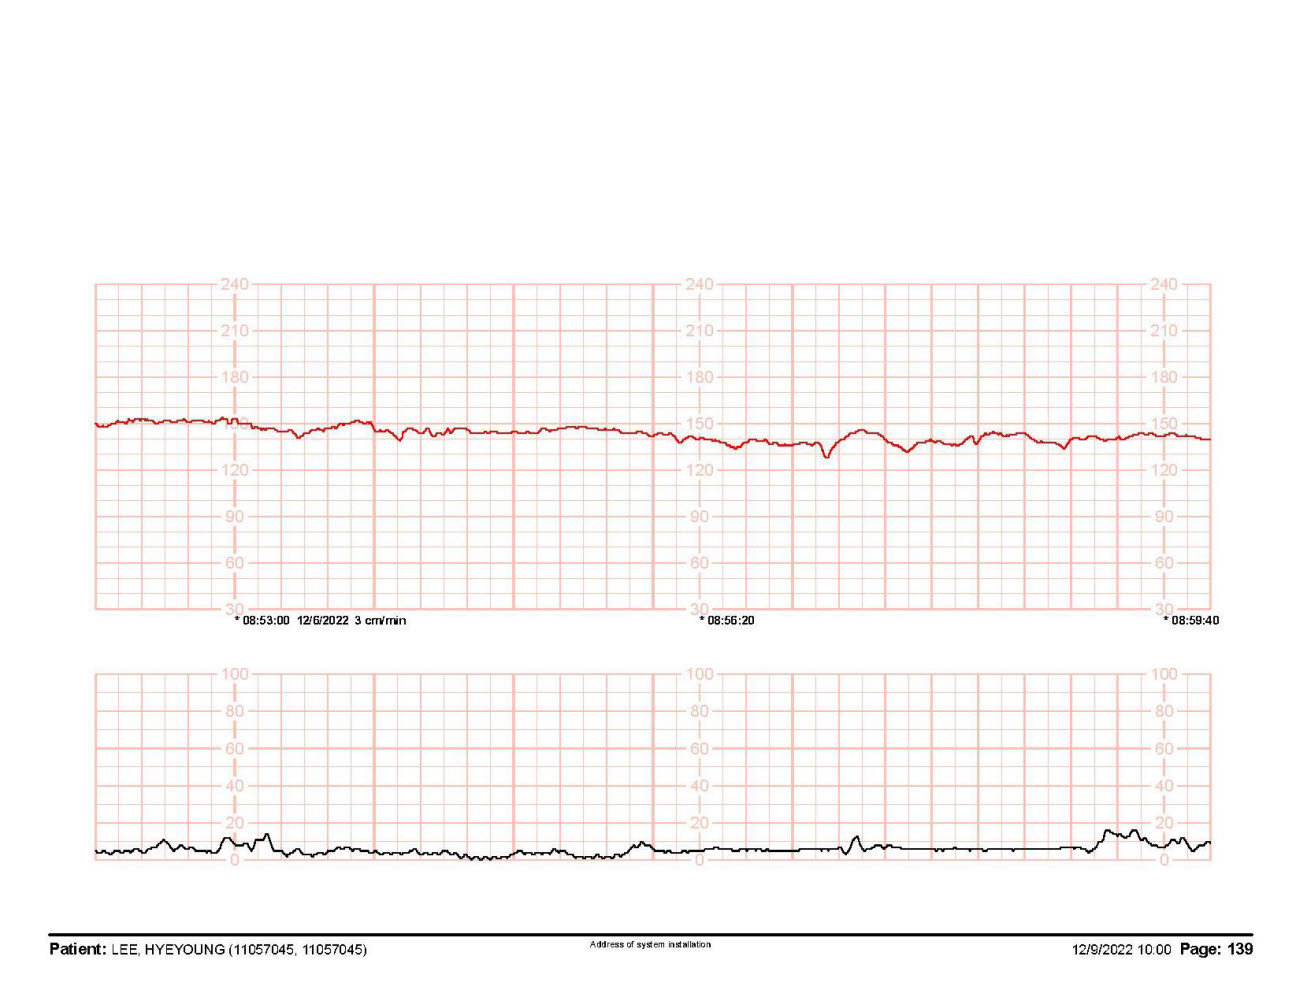 240 240 240
210 210 210
180 180 180
150 150 150
120 120 120
90 90 90
60 60 60
30 30 30
* 08:53:00 12/6/2022 3 cm/min * 08:56:20 * 08:59:40
100 100 100
80 80 80
60 60 60
40 40 40
20 20 20
0 0 0
Patient: LEE, HYEYOUNG (11057045, 11057045) Address of system installation 12/9/2022 10:00 Page: 139